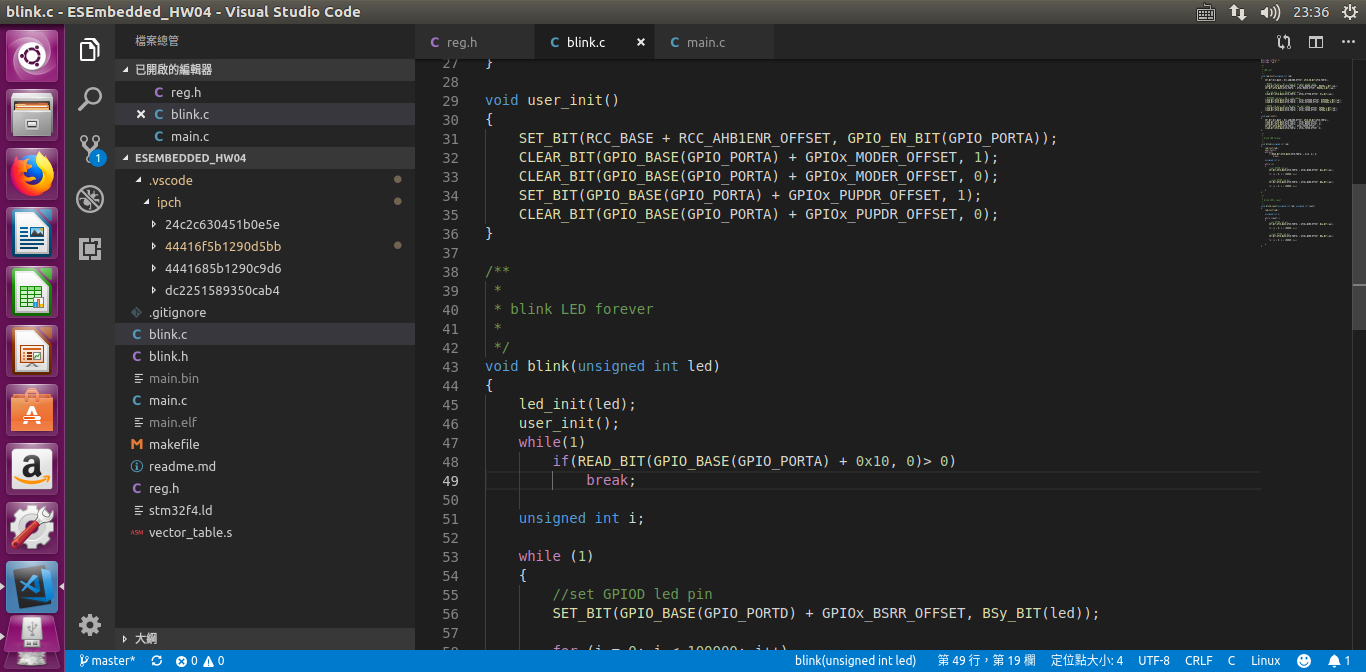 blink.c - ESEmbedded_HW04 - Visual Studio Code
23:36
檔案總管
已開啟的編輯器
C reg.h
C blink.c
C main.c
ESEMBEDDED_HW04
.vscode
ipch
24c2c630451b0e5e
44416f5b1290d5bb
4441685b1290c9d6
dc2251589350cab4
.gitignore
C blink.c
C blink.h
main.bin
C main.c
main.elf
M makefile
readme.md
C reg.h
stm32f4.ld
ASM vector_table.s
大綱
1
C reg.h C blink.c C main.c
27 }
28
29 void user_init()
30 {
31 SET_BIT(RCC_BASE + RCC_AHB1ENR_OFFSET, GPIO_EN_BIT(GPIO_PORTA));
32 CLEAR_BIT(GPIO_BASE(GPIO_PORTA) + GPIOx_MODER_OFFSET, 1);
33 CLEAR_BIT(GPIO_BASE(GPIO_PORTA) + GPIOx_MODER_OFFSET, 0);
34 SET_BIT(GPIO_BASE(GPIO_PORTA) + GPIOx_PUPDR_OFFSET, 1);
35 CLEAR_BIT(GPIO_BASE(GPIO_PORTA) + GPIOx_PUPDR_OFFSET, 0);
36 }
37
38 /**
39 *
40 * blink LED forever
41 *
42 */
43 void blink(unsigned int led)
44 {
45 led_init(led);
46 user_init();
47 while(1)
48 if(READ_BIT(GPIO_BASE(GPIO_PORTA) + 0x10, 0)> 0)
49 break;
50
51 unsigned int i;
52
53 while (1)
54 {
55 //set GPIOD led pin
56 SET_BIT(GPIO_BASE(GPIO_PORTD) + GPIOx_BSRR_OFFSET, BSy_BIT(led));
57
58 for (i = 0; i < 100000; i++)
master* 0 0 blink(unsigned int led) 第 49 行，第 19 欄 定位點大小: 4 UTF-8 CRLF C Linux 1